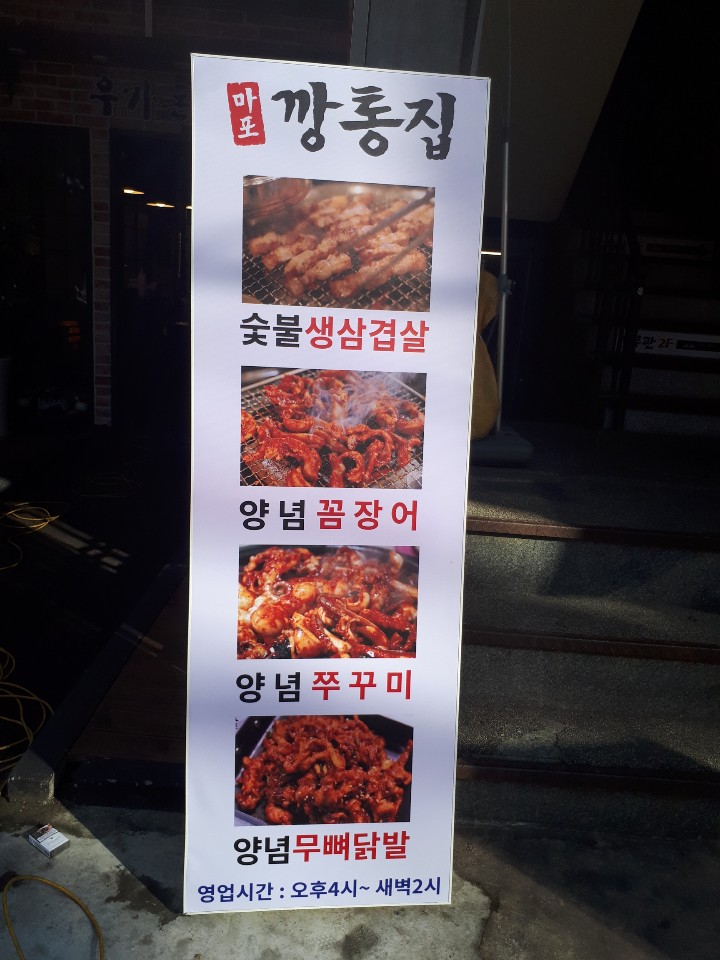 마포 깡통집
숯불생삼겹살
양념 꼼장어
양념 쭈꾸미
양념무뼈닭발
영업시간 : 오후4시~ 새벽2시